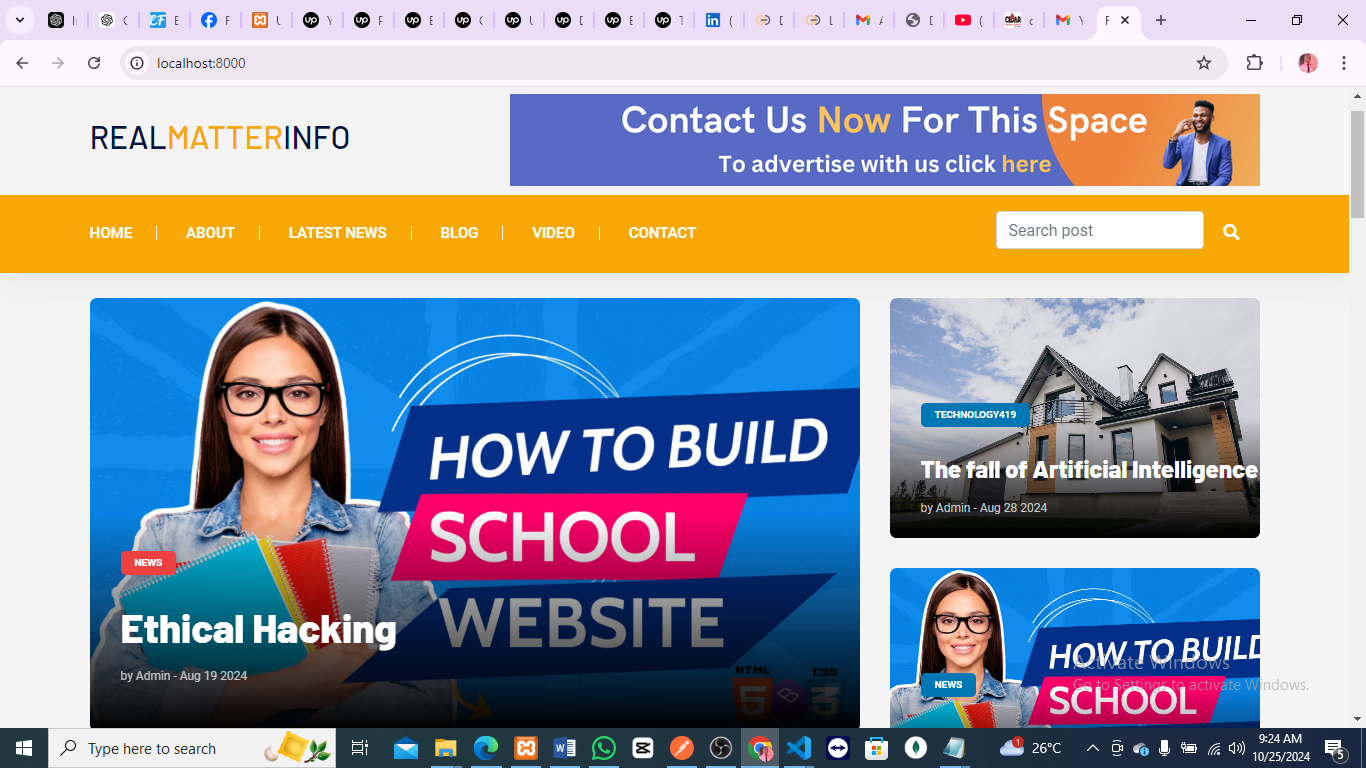 localhost:8000
REALMATTERINFO
Contact Us Now For This Space
To advertise with us click here
HOME
ABOUT
LATEST NEWS
BLOG
VIDEO
CONTACT
Search post
HOW TO BUILD
SCHOOL
WEBSITE
HTML
CSS
5
3
NEWS
Ethical Hacking
by Admin - Aug 19 2024
TECHNOLOGY419
The fall of Artificial Intelligence
by Admin - Aug 28 2024
HOW TO BUILD
SCHOOL
NEWS
Activate Windows
Go to Settings to activate Windows.
Type here to search
1
26°C
9:24 AM
10/25/2024
5